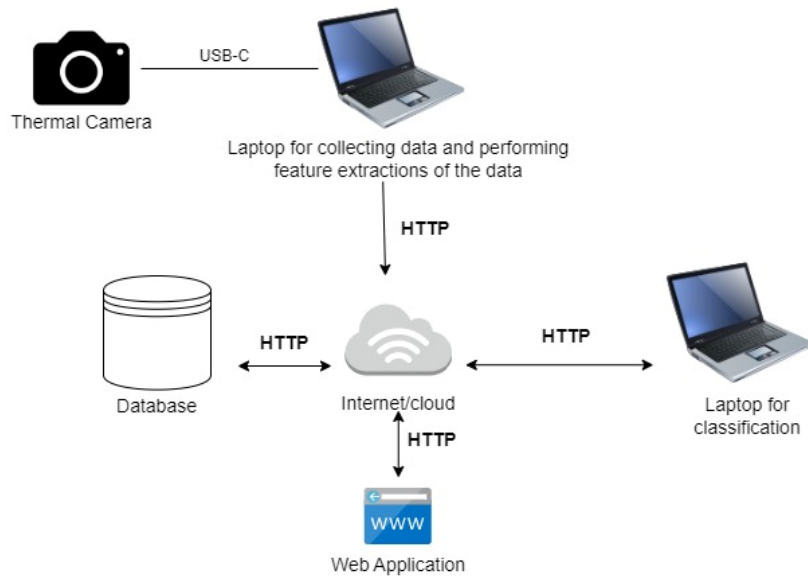 USB-C
Thermal Camera
Laptop for collecting data and performing
feature extractions of the data
HTTP
HTTP
HTTP
Database
Internet/cloud
Laptop for
classification
HTTP
WWW
Web Application